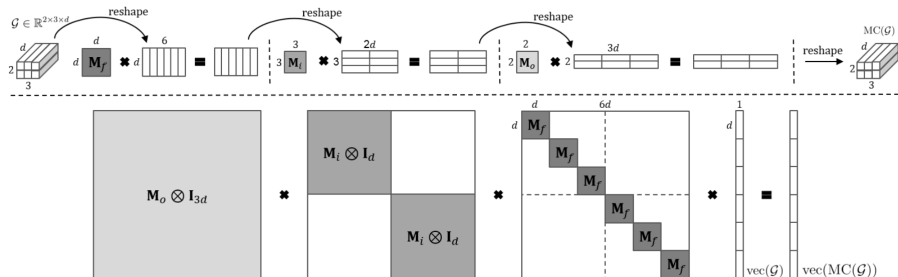 𝒢 ∈ ℝ^{2×3×d}
reshape
reshape
reshape
MC(𝒢)
d
2
3
d
d
M_f
6
d
3
3
M_i
2d
3
2
2
M_o
3d
2
reshape
d
2
3
M_o ⊗ I_{3d}
M_i ⊗ I_d
M_i ⊗ I_d
d
6d
d
M_f
M_f
M_f
M_f
M_f
M_f
1
d
vec(𝒢)
vec(MC(𝒢))